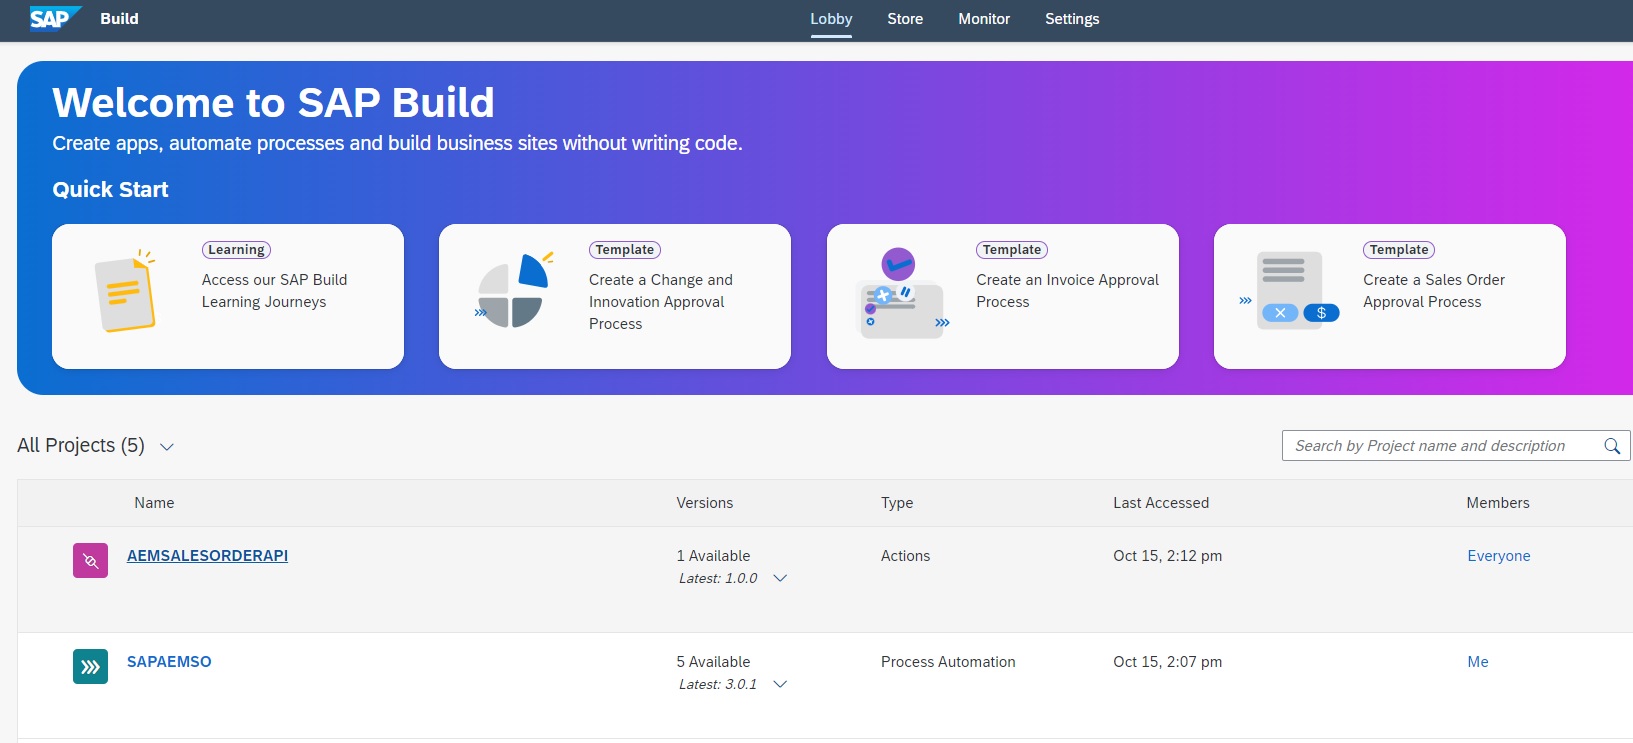 SAP Build Lobby Store Monitor Settings
Welcome to SAP Build
Create apps, automate processes and build business sites without writing code.
Quick Start
Learning
Access our SAP Build
Learning Journeys
Template
Create a Change and
Innovation Approval
Process
Template
Create an Invoice Approval
Process
Template
Create a Sales Order
Approval Process
$
All Projects (5)
Search by Project name and description
Name Versions Type Last Accessed Members
AEMSALESORDERAPI 1 Available Actions Oct 15, 2:12 pm Everyone
Latest: 1.0.0
SAPAEMSO 5 Available Process Automation Oct 15, 2:07 pm Me
Latest: 3.0.1